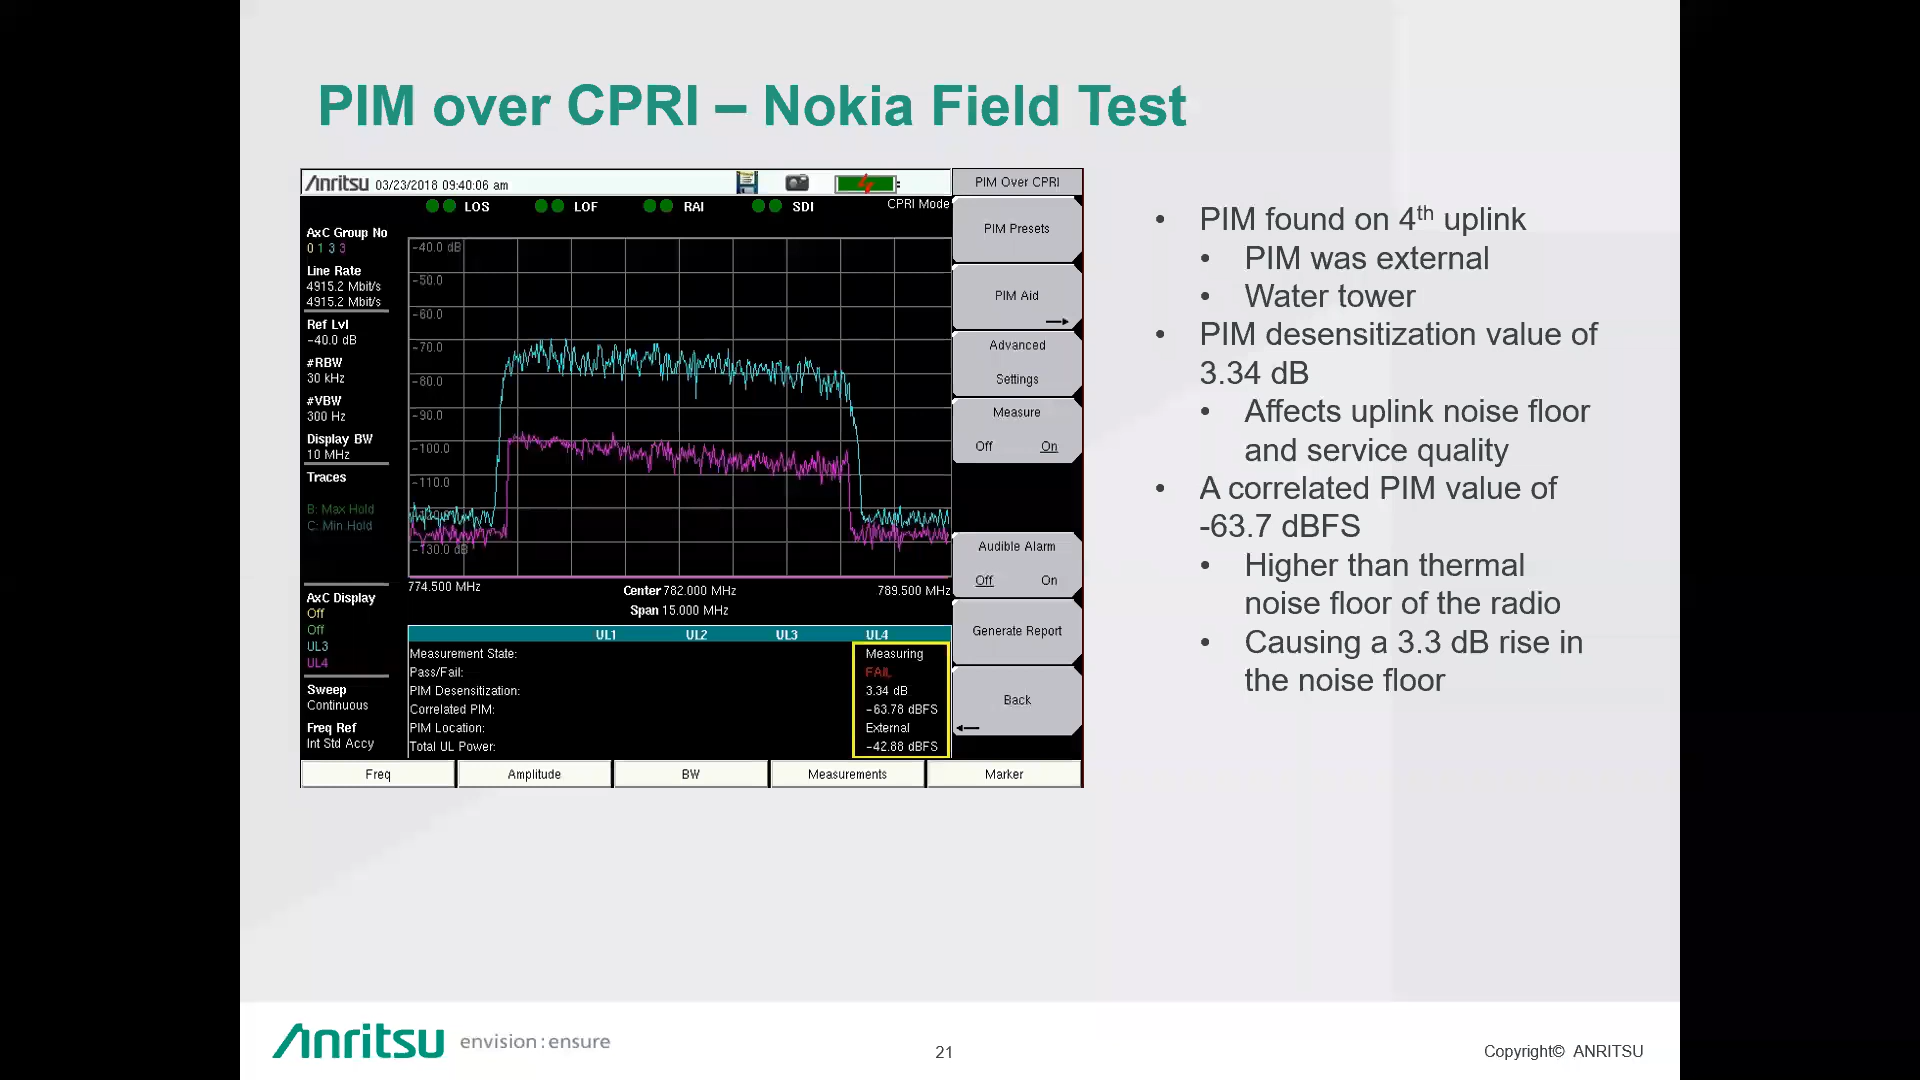 PIM over CPRI – Nokia Field Test
Anritsu 03/23/2018 09:40:06 am
PIM Over CPRI
LOS LOF RAI SDI CPRI Mode
AxC Group No
0 1 3 3
Line Rate
4915.2 Mbit/s
4915.2 Mbit/s
Ref Lvl
-40.0 dB
#RBW
30 kHz
#VBW
300 Hz
Display BW
10 MHz
Traces
B: Max Hold
C: Min Hold
AxC Display
Off
Off
UL3
UL4
Sweep
Continuous
Freq Ref
Int Std Accy
-40.0 dB
-50.0
-60.0
-70.0
-80.0
-90.0
-100.0
-110.0
-120.0
-130.0 dB
774.500 MHz
Center 782.000 MHz
789.500 MHz
Span 15.000 MHz
UL1 UL2 UL3 UL4
Measurement State: Measuring
Pass/Fail: FAIL
PIM Desensitization: 3.34 dB
Correlated PIM: -63.78 dBFS
PIM Location: External
Total UL Power: -42.88 dBFS
PIM Presets
PIM Aid
Advanced
Settings
Measure
Off On
Audible Alarm
Off On
Generate Report
Back
Freq Amplitude BW Measurements Marker
• PIM found on 4th uplink
• PIM was external
• Water tower
• PIM desensitization value of
3.34 dB
• Affects uplink noise floor
and service quality
• A correlated PIM value of
-63.7 dBFS
• Higher than thermal
noise floor of the radio
• Causing a 3.3 dB rise in
the noise floor
Anritsu envision : ensure
21
Copyright© ANRITSU